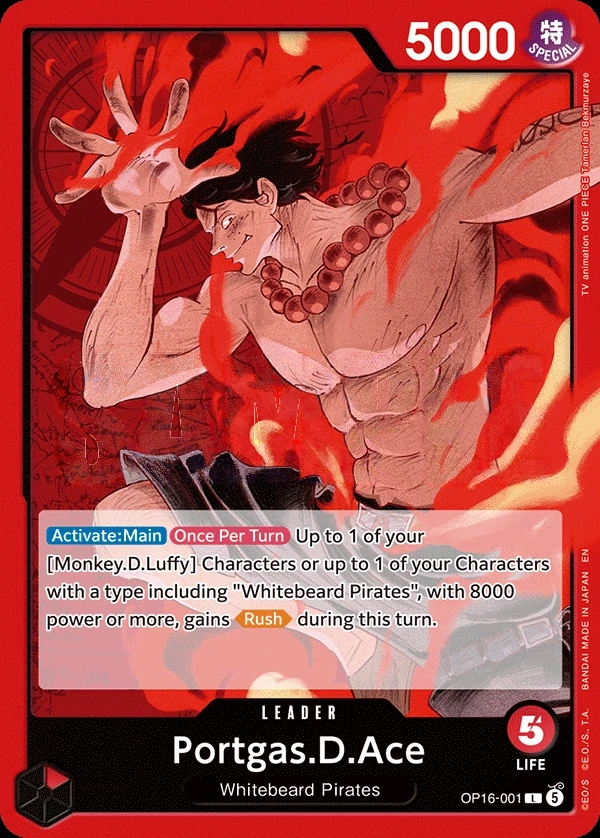 5000
特
SPECIAL
TV animation ONE PIECE Tamerlan Bekmurzaye
Activate:Main Once Per Turn Up to 1 of your
[Monkey.D.Luffy] Characters or up to 1 of your Characters
with a type including "Whitebeard Pirates", with 8000
power or more, gains Rush during this turn.
BANDAI MADE IN JAPAN EN
©E.O./S., T.A.
©EO/S
LEADER
5
LIFE
Portgas.D.Ace
Whitebeard Pirates
OP16-001 L 5